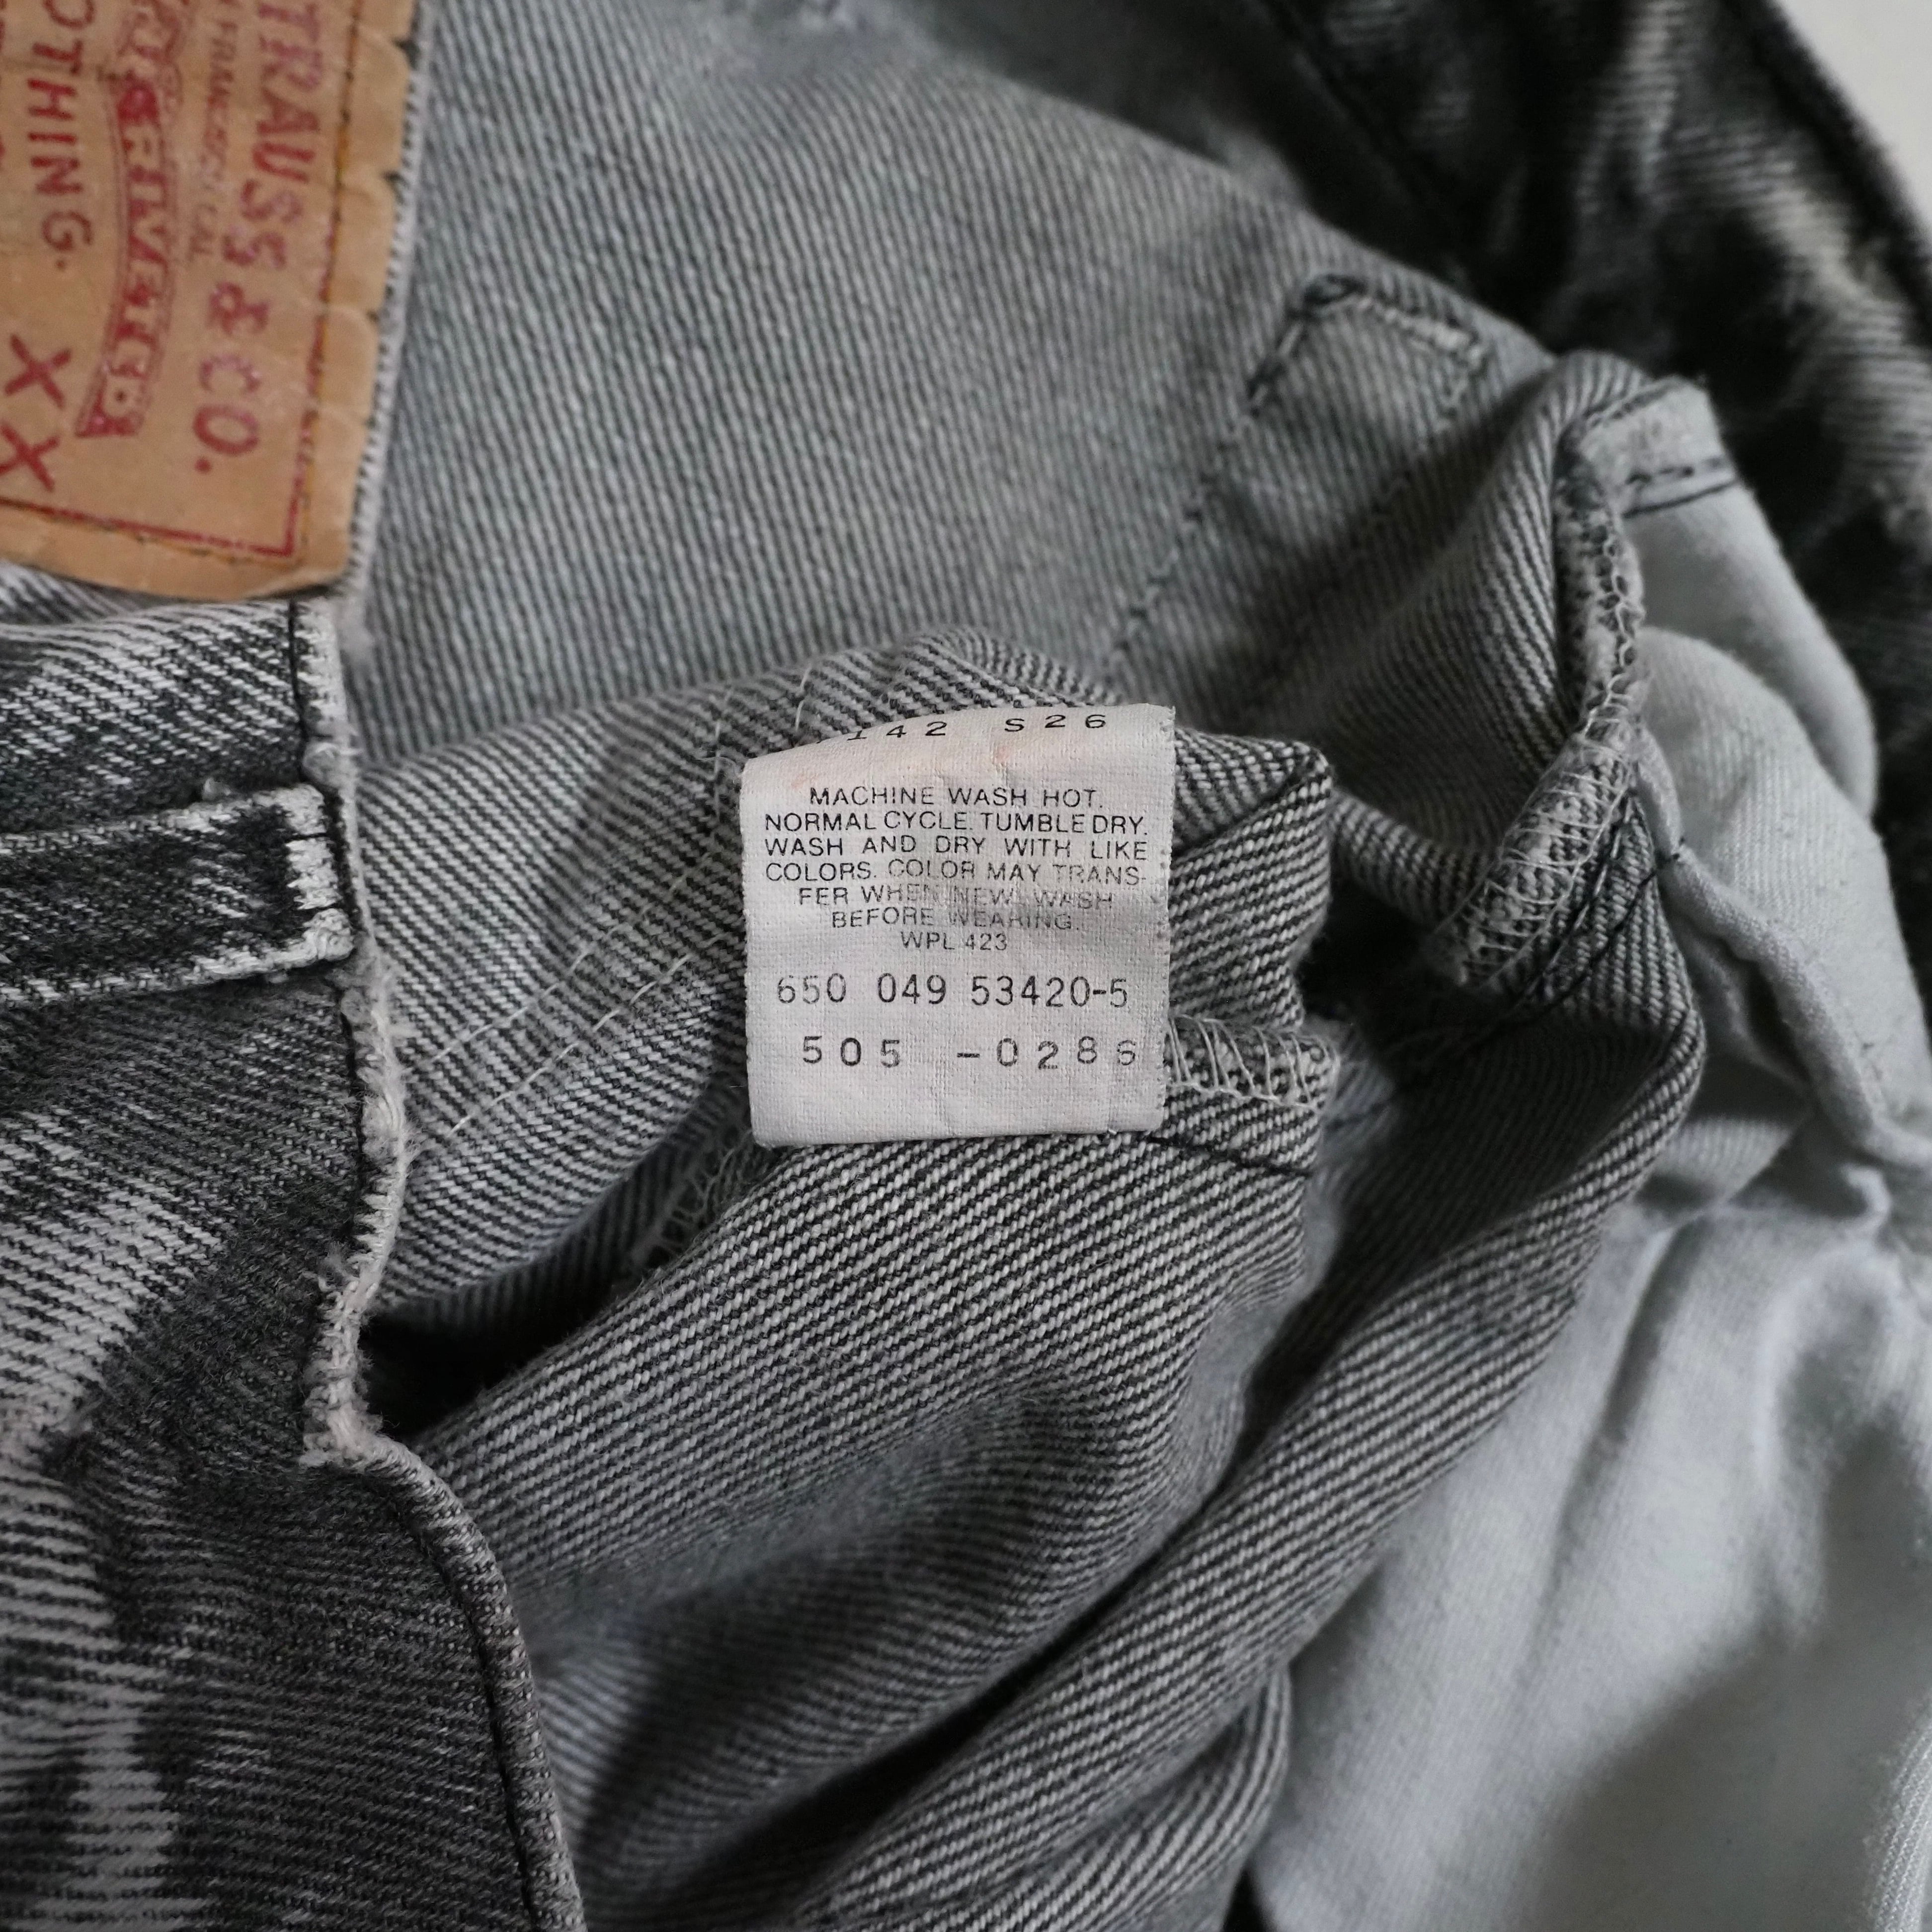 TRAUSS & CO.
OTHING.
XX
142 S26
MACHINE WASH HOT.
NORMAL CYCLE. TUMBLE DRY.
WASH AND DRY WITH LIKE
COLORS. COLOR MAY TRANS-
FER WHEN NEW. WASH
BEFORE WEARING.
WPL 423
650 049 53420-5
505 -0286